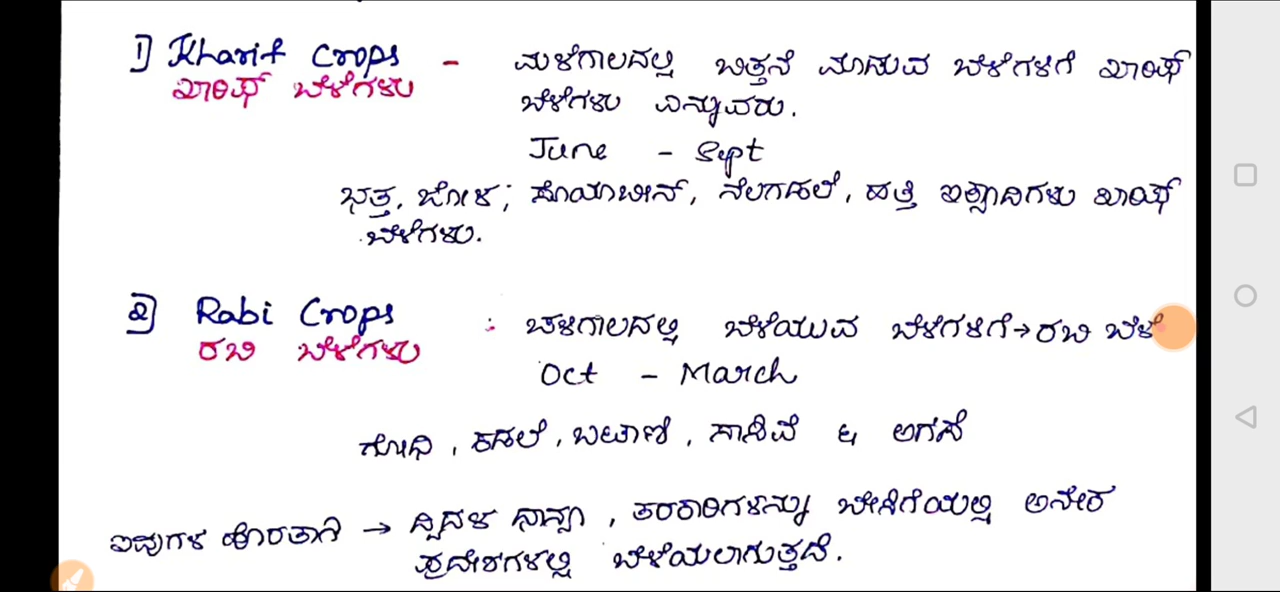 1) Kharif Crops - ಮಳೆಗಾಲದಲ್ಲಿ ಬಿತ್ತನೆ ಮಾಡುವ ಬೆಳೆಗಳಿಗೆ ಖಾರಿಫ್
ಖಾರಿಫ್ ಬೆಳೆಗಳು
ಬೆಳೆಗಳು ಎನ್ನುವರು.
June - Sept
ಭತ್ತ, ಜೋಳ, ಸೋಯಾಬೀನ್, ನೆಲಗಡಲೆ, ಹತ್ತಿ ಇತ್ಯಾದಿಗಳು ಖಾರಿಫ್
ಬೆಳೆಗಳು.
2) Rabi Crops : ಚಳಿಗಾಲದಲ್ಲಿ ಬೆಳೆಯುವ ಬೆಳೆಗಳಿಗೆ → ರಬಿ ಬೆಳೆ
ರಬಿ ಬೆಳೆಗಳು
Oct - March
ಗೋಧಿ, ಕಡಲೆ, ಬಟಾಣಿ, ಸಾಸಿವೆ & ಅಗಸೆ
ಇವುಗಳ ಹೊರತಾಗಿ → ದ್ವಿದಳ ಧಾನ್ಯ, ತರಕಾರಿಗಳನ್ನು ಬೇಸಿಗೆಯಲ್ಲಿ ಅನೇಕ
ಪ್ರದೇಶಗಳಲ್ಲಿ ಬೆಳೆಯಲಾಗುತ್ತದೆ.